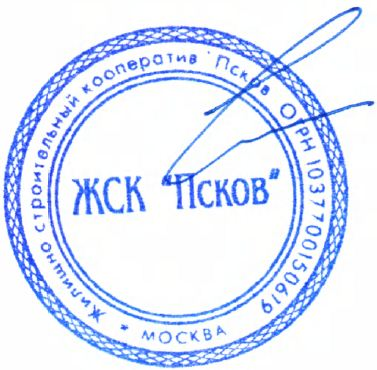 Жилищно строительный кооператив "Псков" ОГРН 1037700150619
* МОСКВА
ЖСК "Псков"